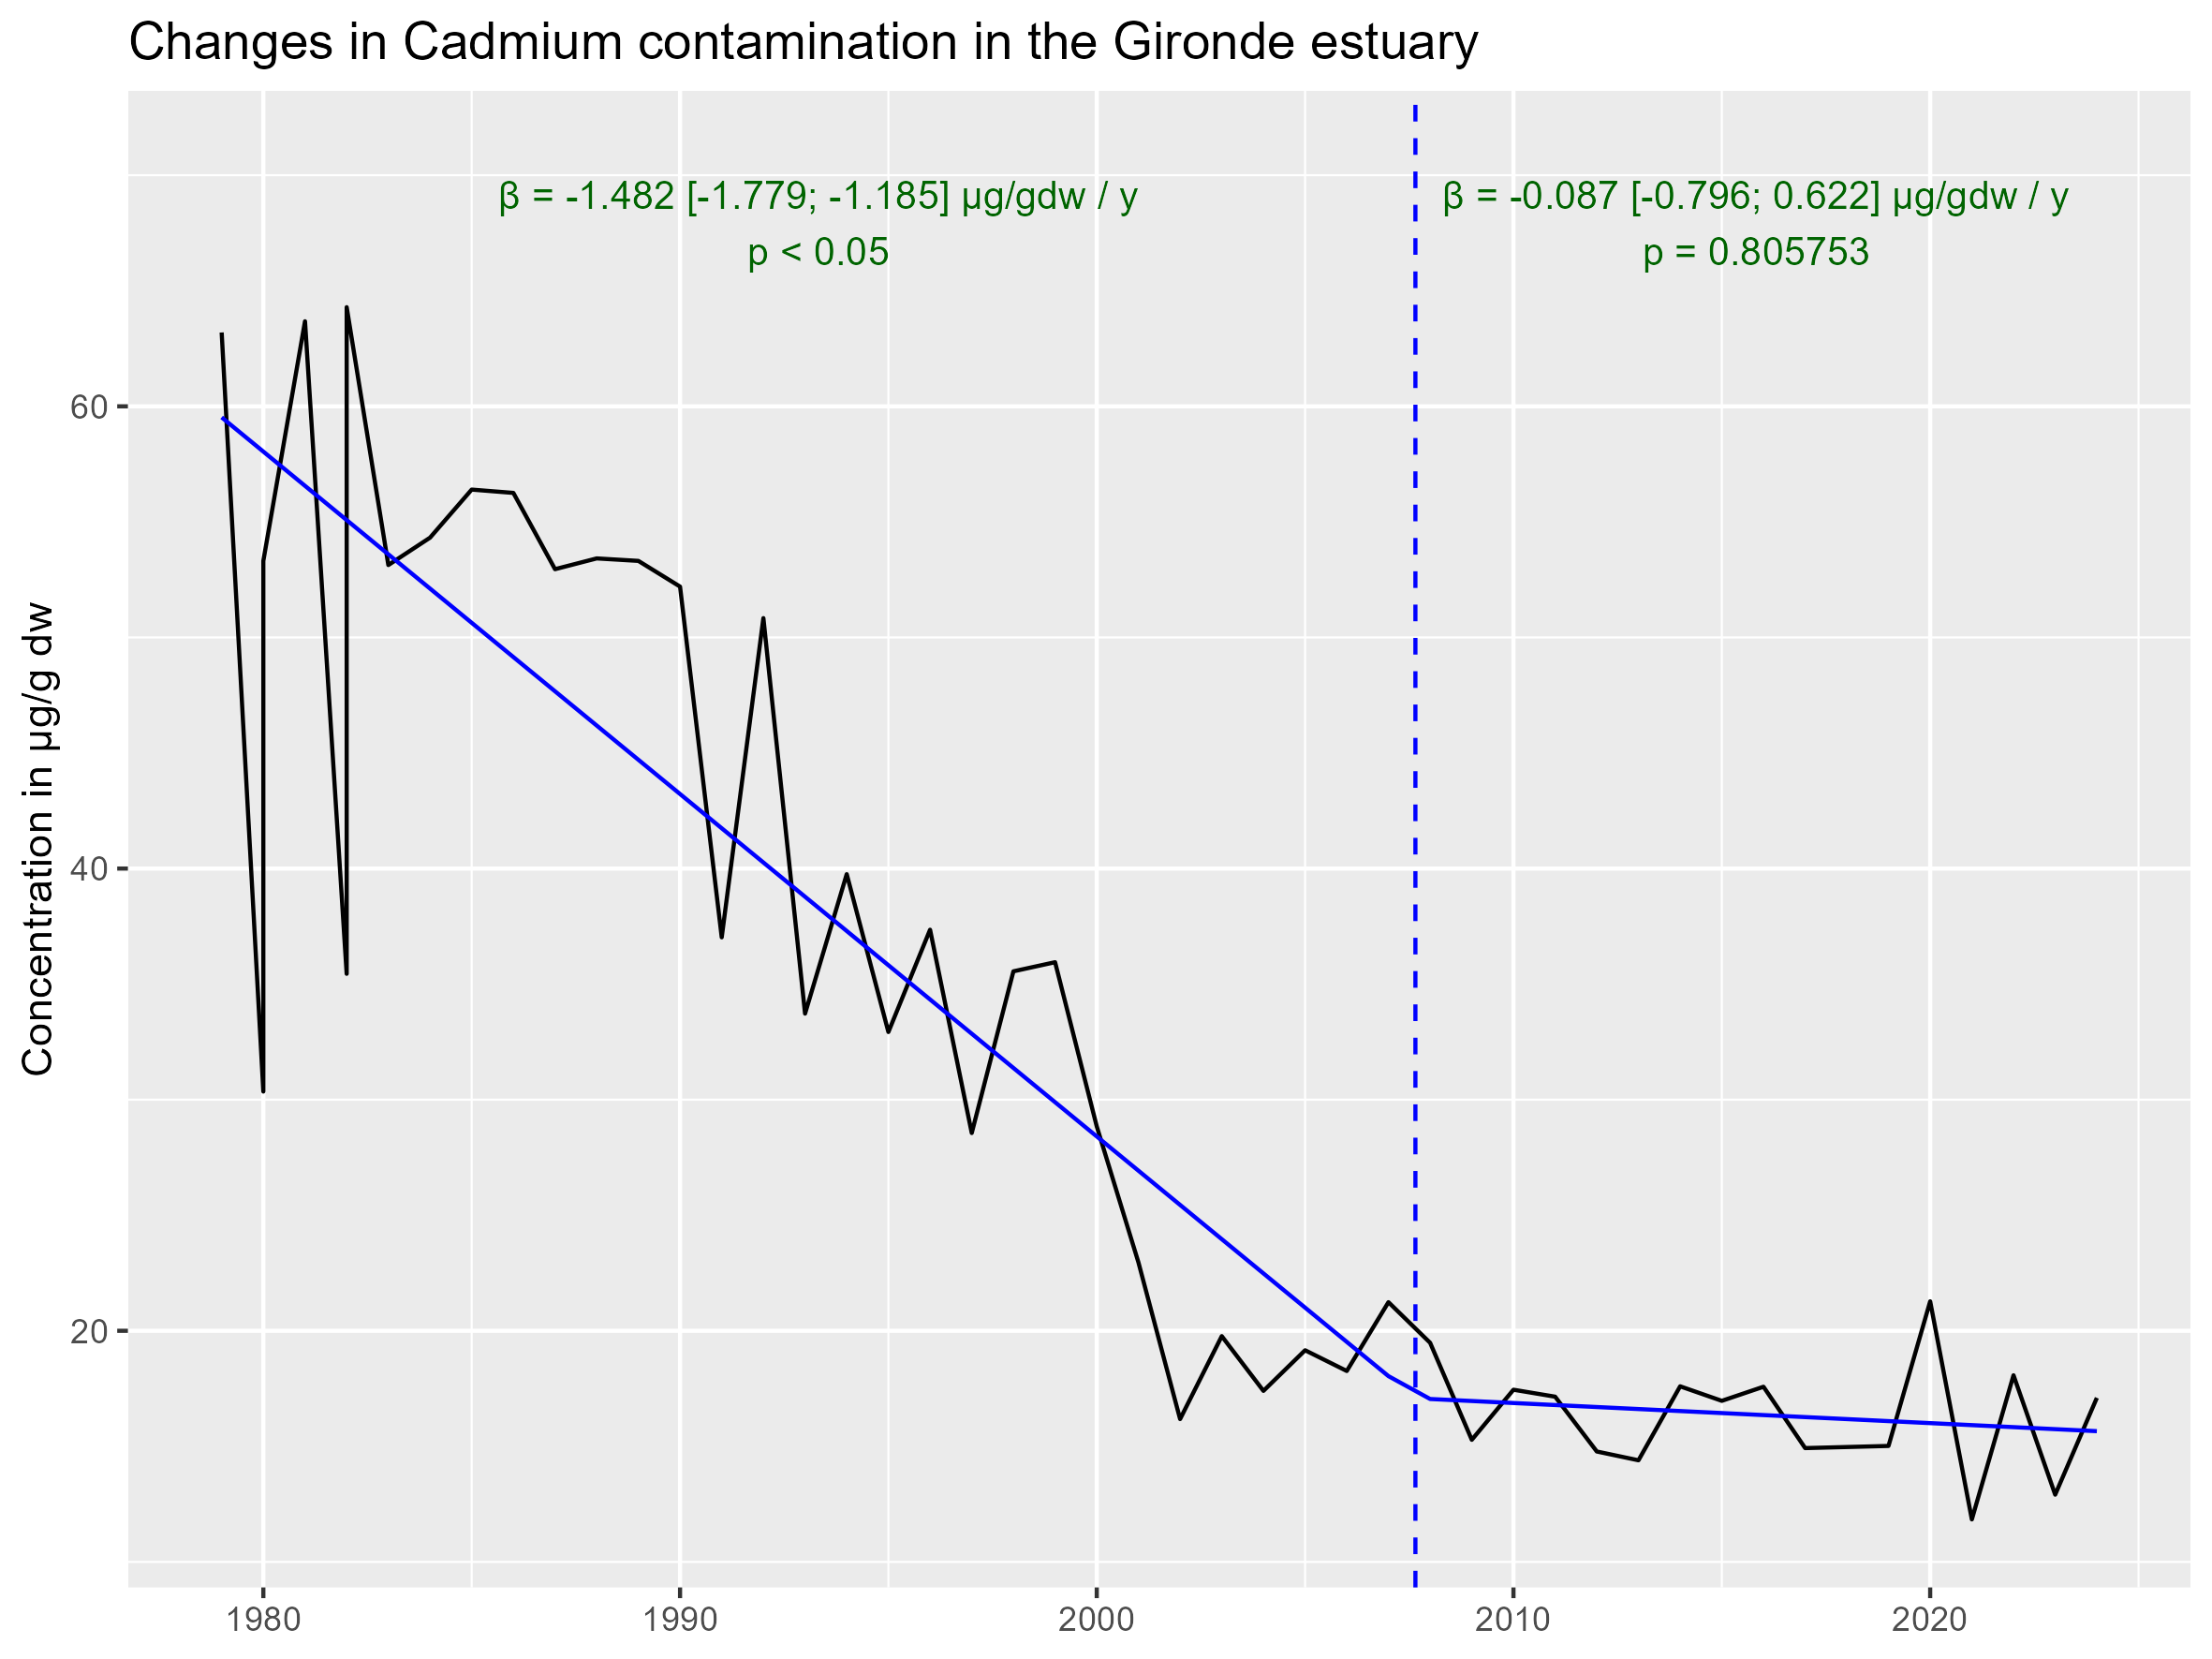 Changes in Cadmium contamination in the Gironde estuary
β = -1.482 [-1.779; -1.185] µg/gdw / y
p < 0.05
β = -0.087 [-0.796; 0.622] µg/gdw / y
p = 0.805753
Concentration in µg/g dw
60
40
20
1980
1990
2000
2010
2020